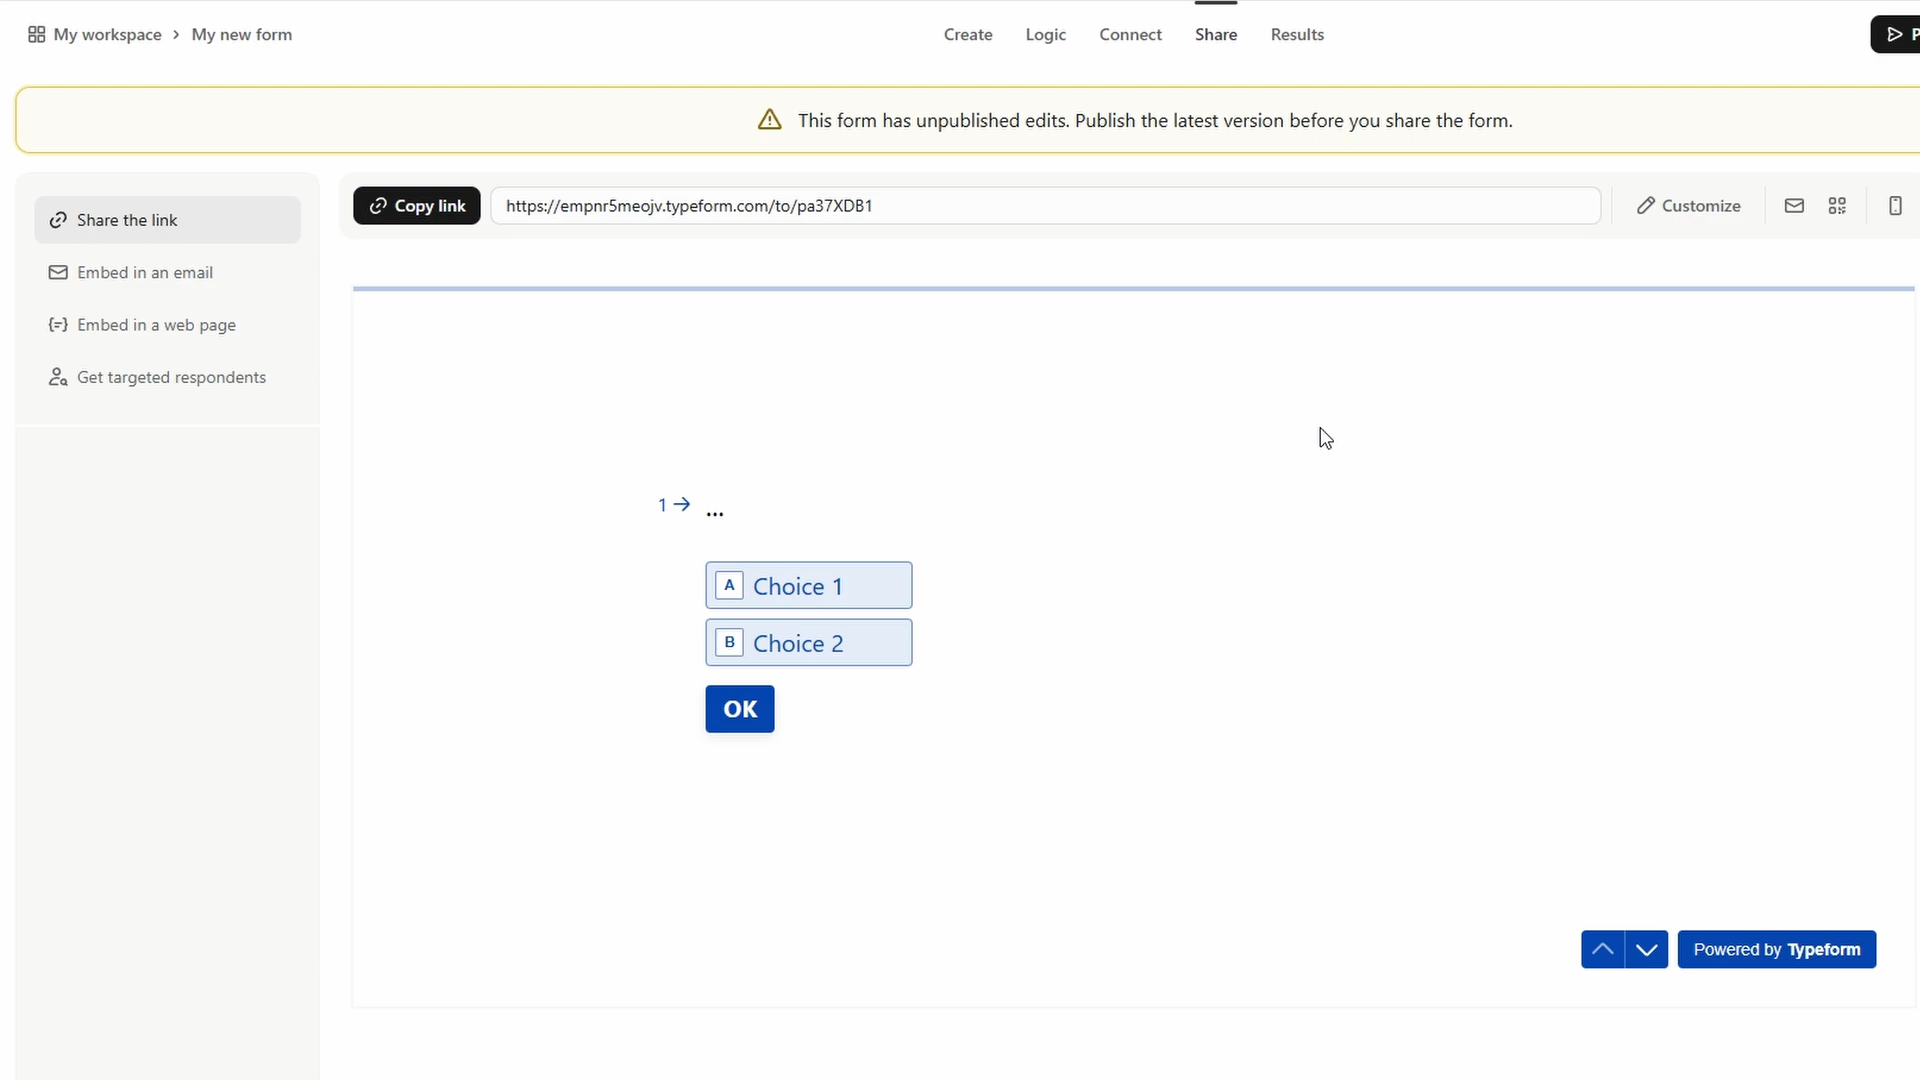 My workspace > My new form
Create Logic Connect Share Results
This form has unpublished edits. Publish the latest version before you share the form.
Share the link
Embed in an email
Embed in a web page
Get targeted respondents
Copy link https://empnr5meojv.typeform.com/to/pa37XDB1 Customize
1 → ...
A Choice 1
B Choice 2
OK
Powered by Typeform